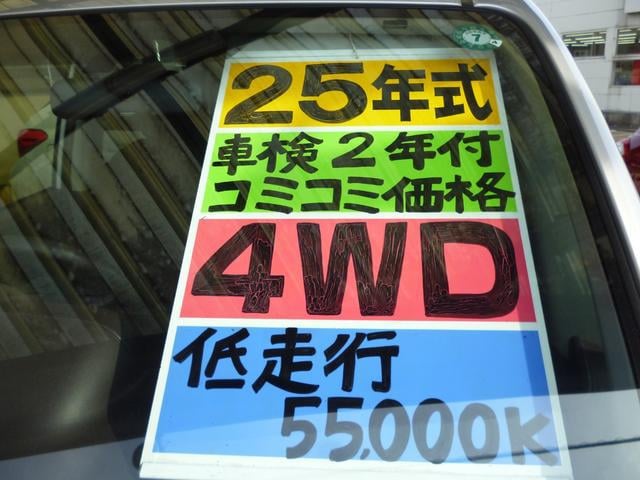 25年式
車検2年付
コミコミ価格
4WD
低走行
55,000K